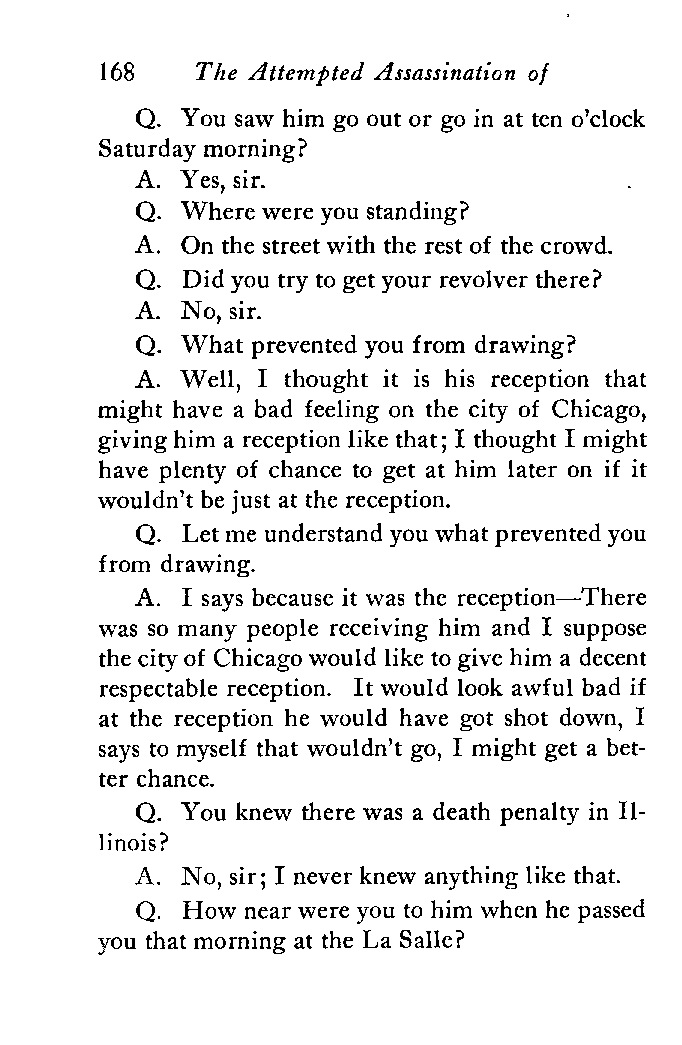 168 The Attempted Assassination of
Q. You saw him go out or go in at ten o'clock
Saturday morning?
A. Yes, sir.
Q. Where were you standing?
A. On the street with the rest of the crowd.
Q. Did you try to get your revolver there?
A. No, sir.
Q. What prevented you from drawing?
A. Well, I thought it is his reception that
might have a bad feeling on the city of Chicago,
giving him a reception like that; I thought I might
have plenty of chance to get at him later on if it
wouldn't be just at the reception.
Q. Let me understand you what prevented you
from drawing.
A. I says because it was the reception—There
was so many people receiving him and I suppose
the city of Chicago would like to give him a decent
respectable reception. It would look awful bad if
at the reception he would have got shot down, I
says to myself that wouldn't go, I might get a bet-
ter chance.
Q. You knew there was a death penalty in Il-
linois?
A. No, sir; I never knew anything like that.
Q. How near were you to him when he passed
you that morning at the La Salle?